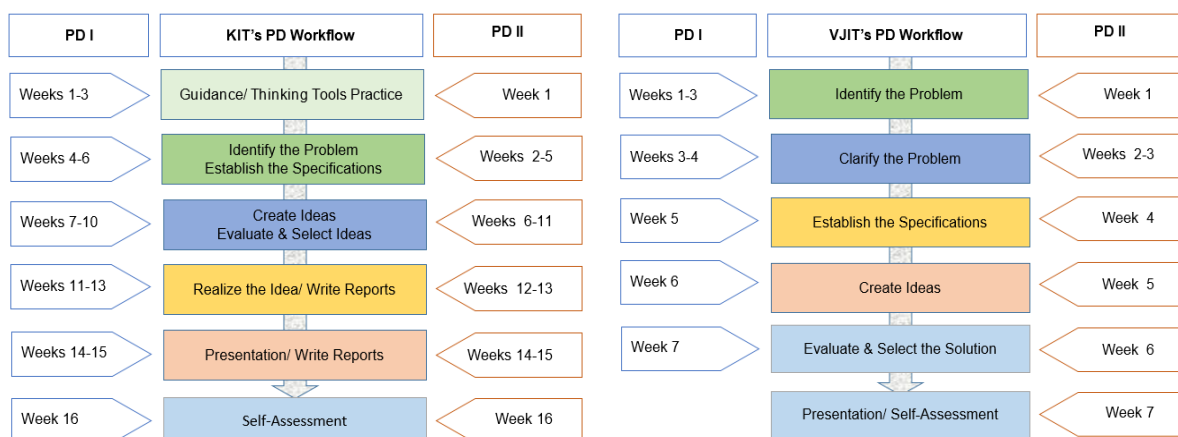 PD I
KIT's PD Workflow
PD II
Weeks 1-3
Guidance/ Thinking Tools Practice
Week 1
Weeks 4-6
Identify the Problem
Establish the Specifications
Weeks 2-5
Weeks 7-10
Create Ideas
Evaluate & Select Ideas
Weeks 6-11
Weeks 11-13
Realize the Idea/ Write Reports
Weeks 12-13
Weeks 14-15
Presentation/ Write Reports
Weeks 14-15
Week 16
Self-Assessment
Week 16
PD I
VJIT's PD Workflow
PD II
Weeks 1-3
Identify the Problem
Week 1
Weeks 3-4
Clarify the Problem
Weeks 2-3
Week 5
Establish the Specifications
Week 4
Week 6
Create Ideas
Week 5
Week 7
Evaluate & Select the Solution
Week 6
Presentation/ Self-Assessment
Week 7